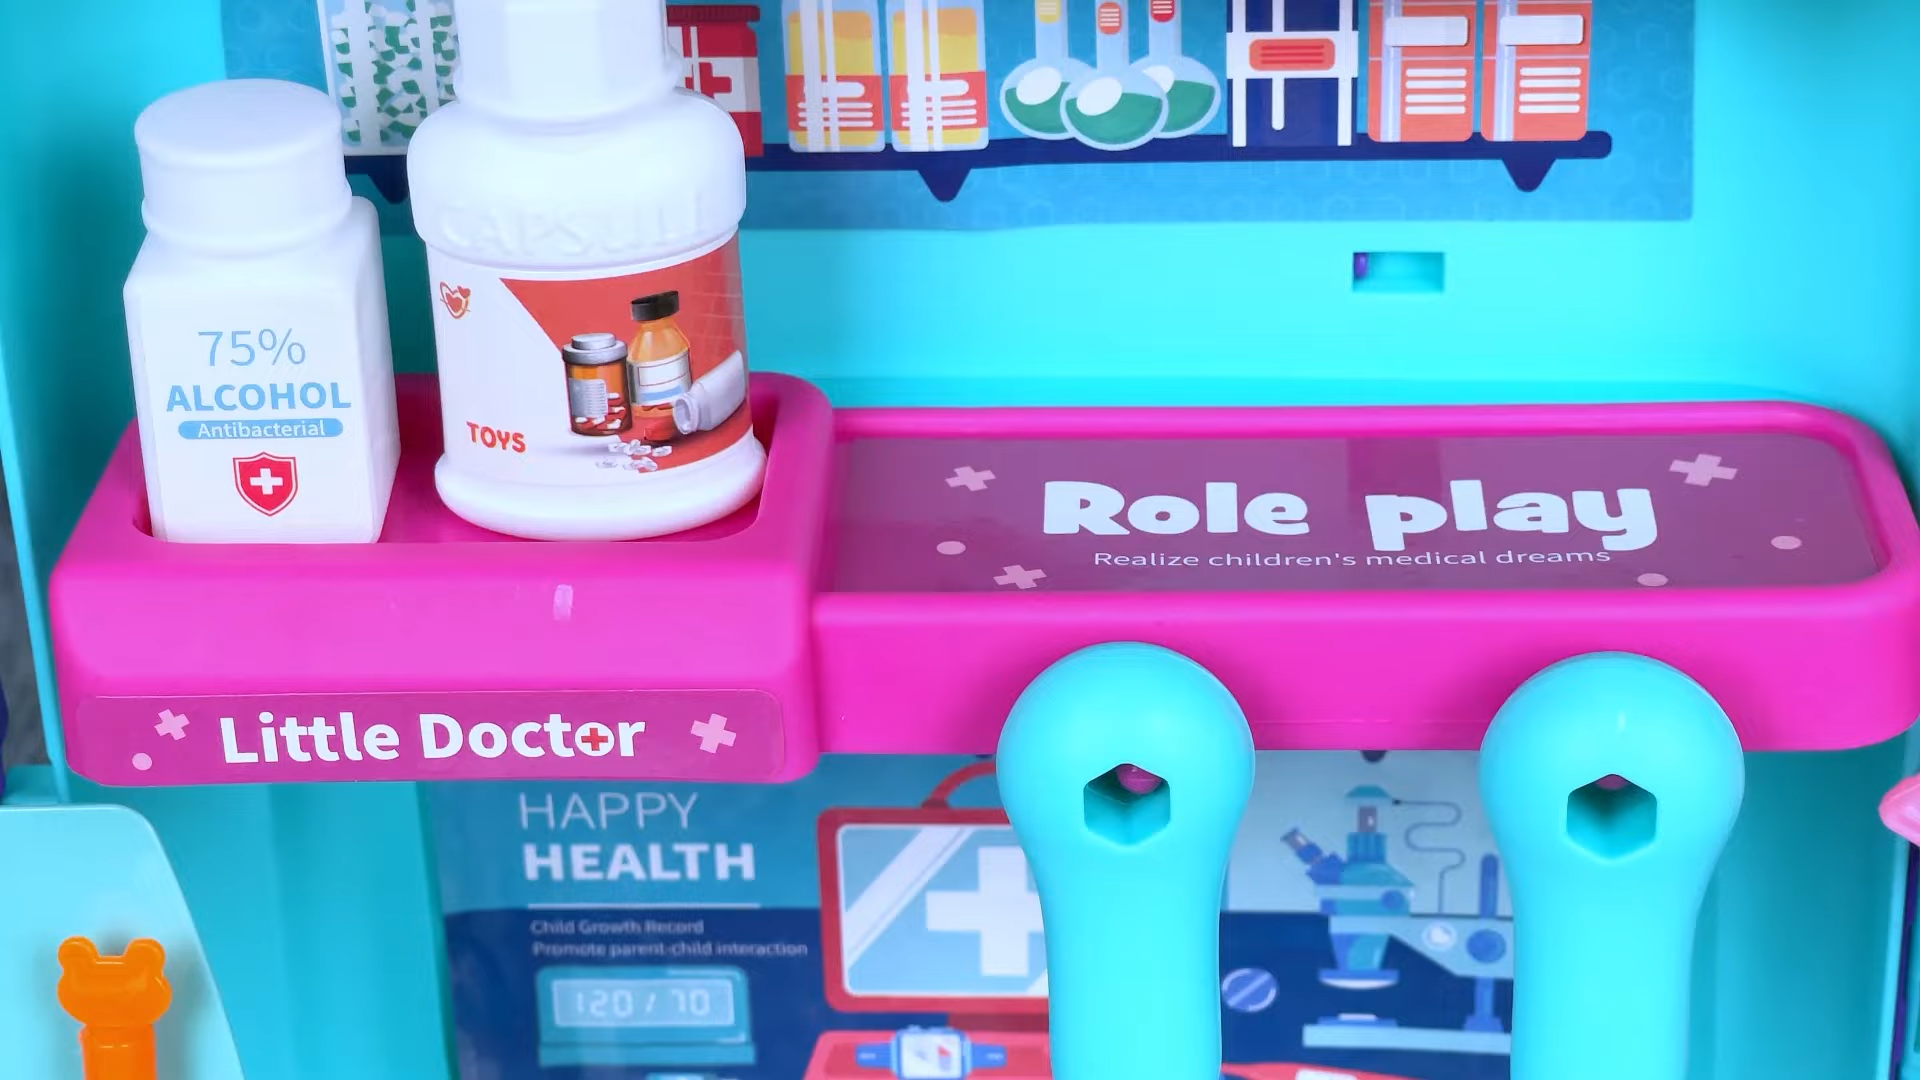 CAPSULE
75%
ALCOHOL
Antibacterial
TOYS
Role play
Realize children's medical dreams
Little Doctor
HAPPY
HEALTH
Child Growth Record
Promote parent-child interaction
120 / 70